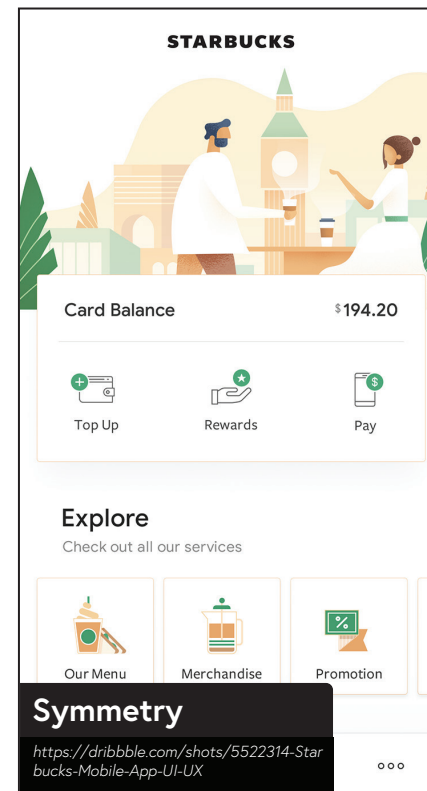 STARBUCKS
Card Balance $194.20
Top Up Rewards Pay
Explore
Check out all our services
Our Menu Merchandise Promotion
Symmetry
https://dribbble.com/shots/5522314-Star
bucks-Mobile-App-UI-UX